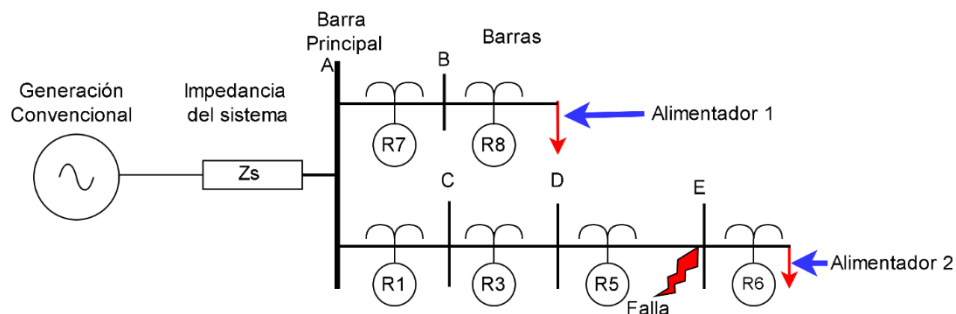 Barra
Principal
Barras
A
B
Generación
Convencional
Impedancia
del sistema
Alimentador 1
R7
R8
Zs
C
D
E
R1
R3
R5
R6
Alimentador 2
Falla